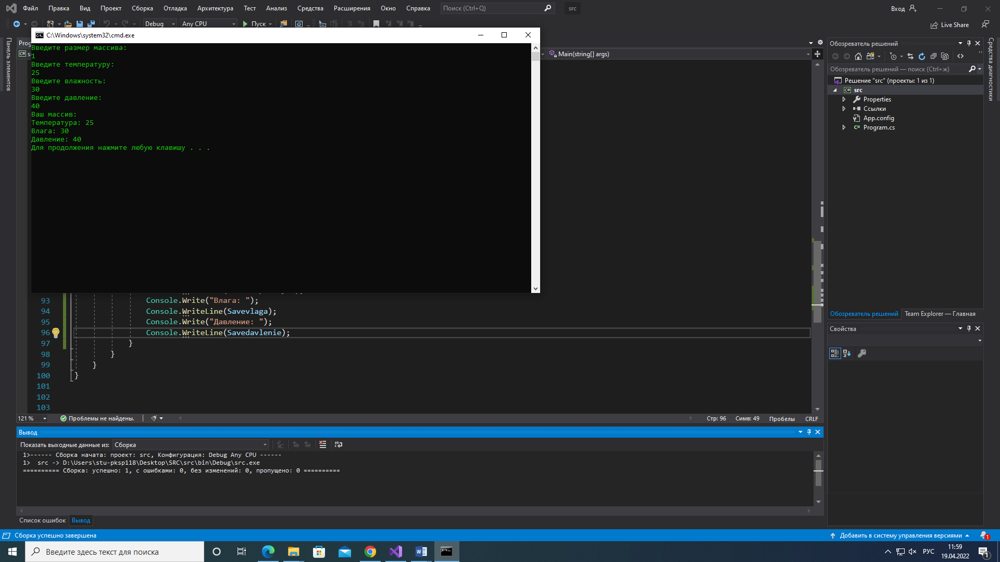 Файл Правка Вид Проект Сборка Отладка Архитектура Тест Анализ Средства Расширения Окно Справка Поиск (Ctrl+Q) src Вход
Debug Any CPU Пуск Live Share
C:\Windows\system32\cmd.exe
Введите размер массива:
1
Введите температуру:
25
Введите влажность:
30
Введите давление:
40
Ваш массив:
Температура: 25
Влага: 30
Давление: 40
Для продолжения нажмите любую клавишу . . .
Панель элементов
Main(string[] args)
93 Console.Write("Влага: ");
94 Console.WriteLine(Savevlaga);
95 Console.Write("Давление: ");
96 Console.WriteLine(Savedavlenie);
97 }
98 }
99 }
100 }
101
102
103
121 % Проблемы не найдены. Стр: 96 Симв: 49 Пробелы CRLF
Вывод
Показать выходные данные из: Сборка
1>------ Сборка начата: проект: src, Конфигурация: Debug Any CPU ------
1> src -> D:\Users\stu-pksp118\Desktop\SRC\src\bin\Debug\src.exe
========== Сборка: успешно: 1, с ошибками: 0, без изменений: 0, пропущено: 0 ==========
Список ошибок Вывод
Обозреватель решений
Обозреватель решений — поиск (Ctrl+ж)
Решение "src" (проекты: 1 из 1)
C# src
Properties
Ссылки
App.config
C# Program.cs
Обозреватель решений Team Explorer — Главная
Свойства
Средства диагностики
Сборка успешно завершена Добавить в систему управления версиями 1
Введите здесь текст для поиска РУС 11:59
19.04.2022 1